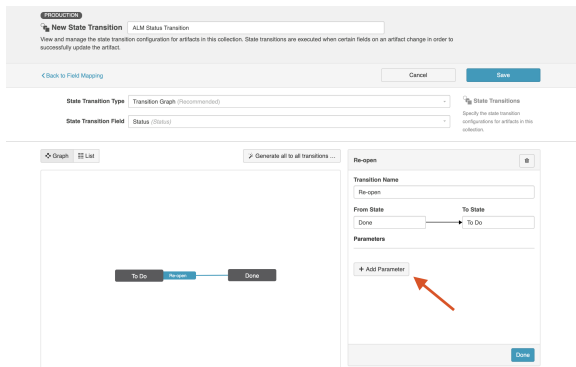 PRODUCTION
New State Transition
ALM Status Transition
View and manage the state transition configuration for artifacts in this collection. State transitions are executed when certain fields on an artifact change in order to
successfully update the artifact.
Back to Field Mapping
Cancel
Save
State Transition Type
Transition Graph (Recommended)
State Transition Field
Status (Status)
State Transitions
Specify the state transition
configurations for artifacts in this
collection.
Graph
List
Generate all to all transitions ...
Re-open
Transition Name
Re-open
From State
To State
Done
To Do
Parameters
+ Add Parameter
To Do
Re-open
Done
Done